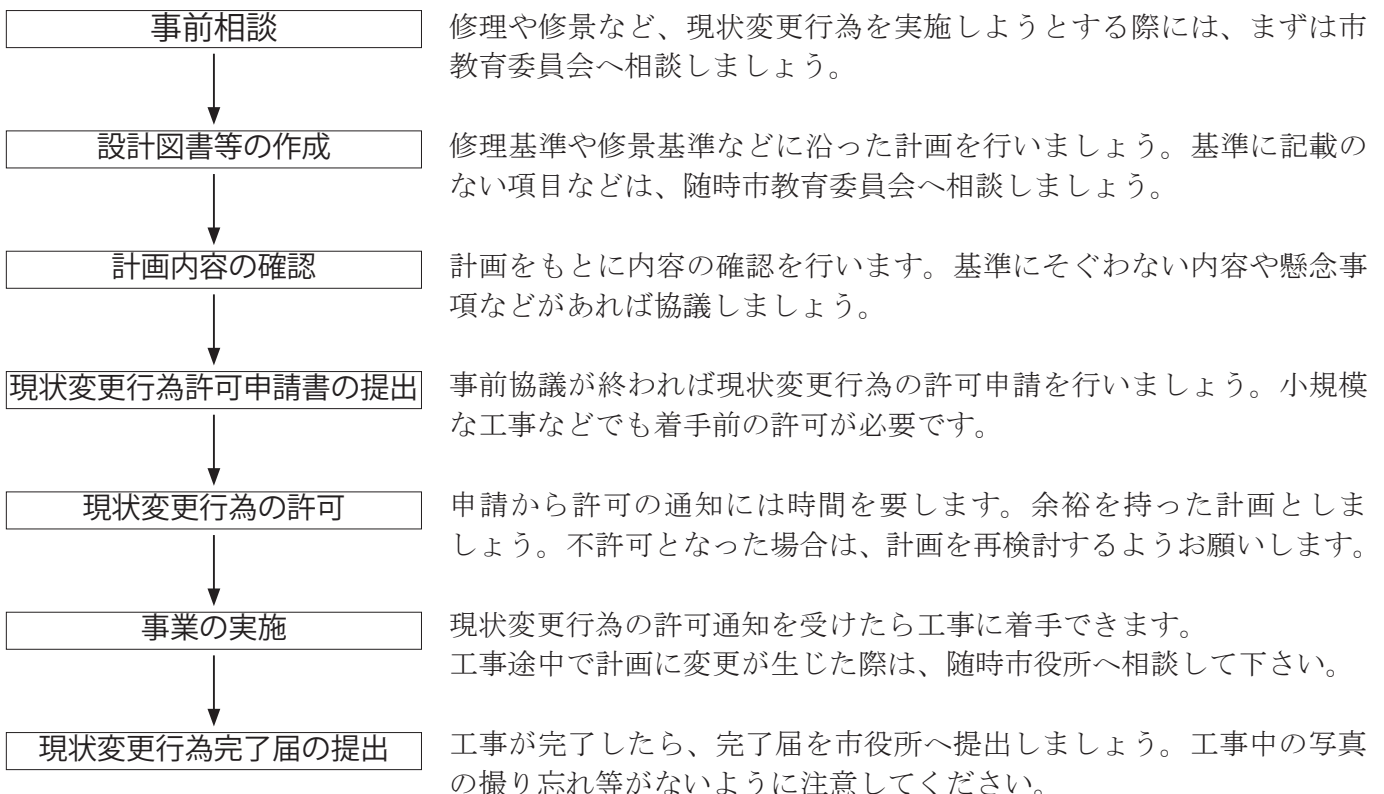 事前相談
修理や修景など、現状変更行為を実施しようとする際には、まずは市
教育委員会へ相談しましょう。
設計図書等の作成
修理基準や修景基準などに沿った計画を行いましょう。基準に記載の
ない項目などは、随時市教育委員会へ相談しましょう。
計画内容の確認
計画をもとに内容の確認を行います。基準にそぐわない内容や懸念事
項などがあれば協議しましょう。
現状変更行為許可申請書の提出
事前協議が終われば現状変更行為の許可申請を行いましょう。小規模
な工事などでも着手前の許可が必要です。
現状変更行為の許可
申請から許可の通知には時間を要します。余裕を持った計画としま
しょう。不許可となった場合は、計画を再検討するようお願いします。
事業の実施
現状変更行為の許可通知を受けたら工事に着手できます。
工事途中で計画に変更が生じた際は、随時市役所へ相談して下さい。
現状変更行為完了届の提出
工事が完了したら、完了届を市役所へ提出しましょう。工事中の写真
の撮り忘れ等がないように注意してください。